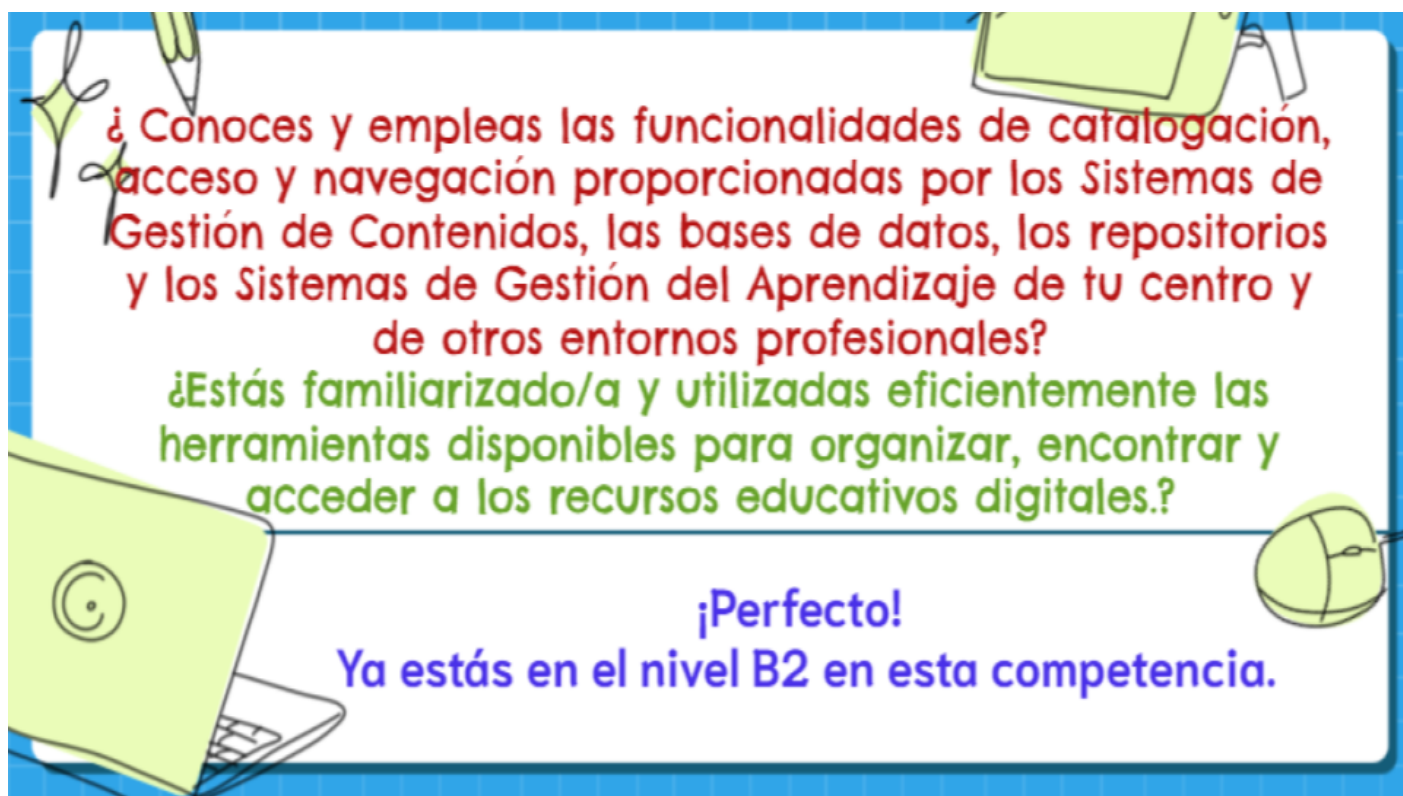 ¿ Conoces y empleas las funcionalidades de catalogación,
acceso y navegación proporcionadas por los Sistemas de
Gestión de Contenidos, las bases de datos, los repositorios
y los Sistemas de Gestión del Aprendizaje de tu centro y
de otros entornos profesionales?
¿Estás familiarizado/a y utilizadas eficientemente las
herramientas disponibles para organizar, encontrar y
acceder a los recursos educativos digitales.?
¡Perfecto!
Ya estás en el nivel B2 en esta competencia.